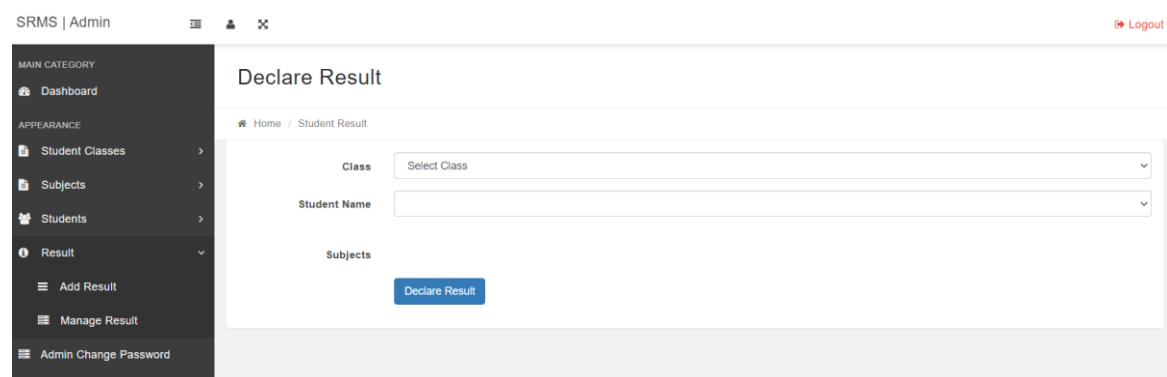 SRMS | Admin
Logout
MAIN CATEGORY
Dashboard
APPEARANCE
Student Classes
Subjects
Students
Result
Add Result
Manage Result
Admin Change Password
Declare Result
Home / Student Result
Class Select Class
Student Name
Subjects
Declare Result